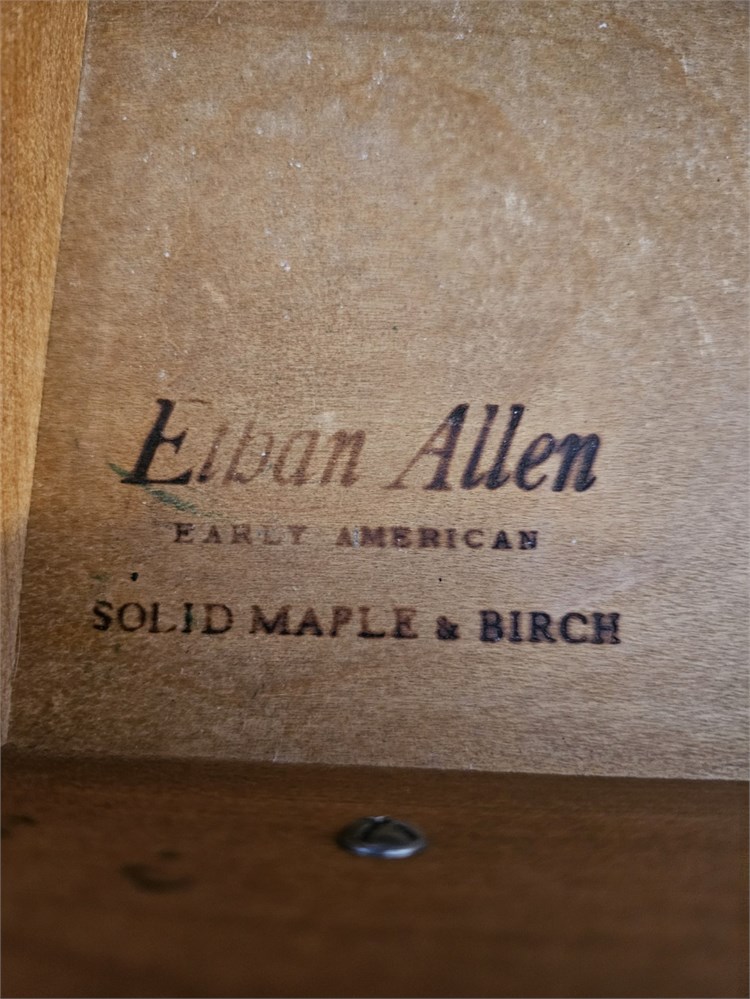 Ethan Allen
EARLY AMERICAN
SOLID MAPLE & BIRCH